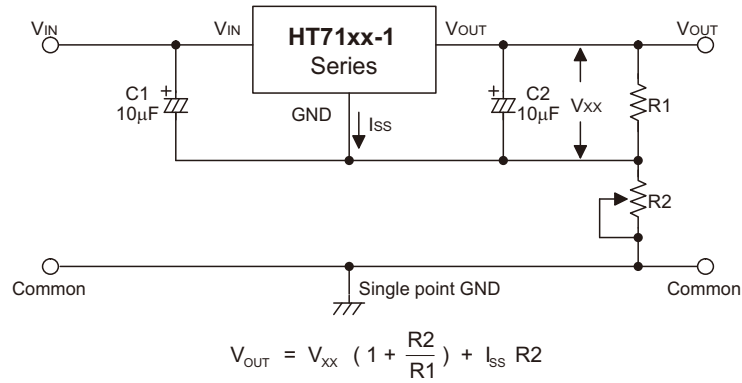 VIN VIN HT71xx-1 VOUT VOUT
Series
C1
10μF
GND
ISS
C2
10μF
VXX
R1
R2
Common Single point GND Common
VOUT = VXX ( 1 + R2/R1 ) + ISS R2